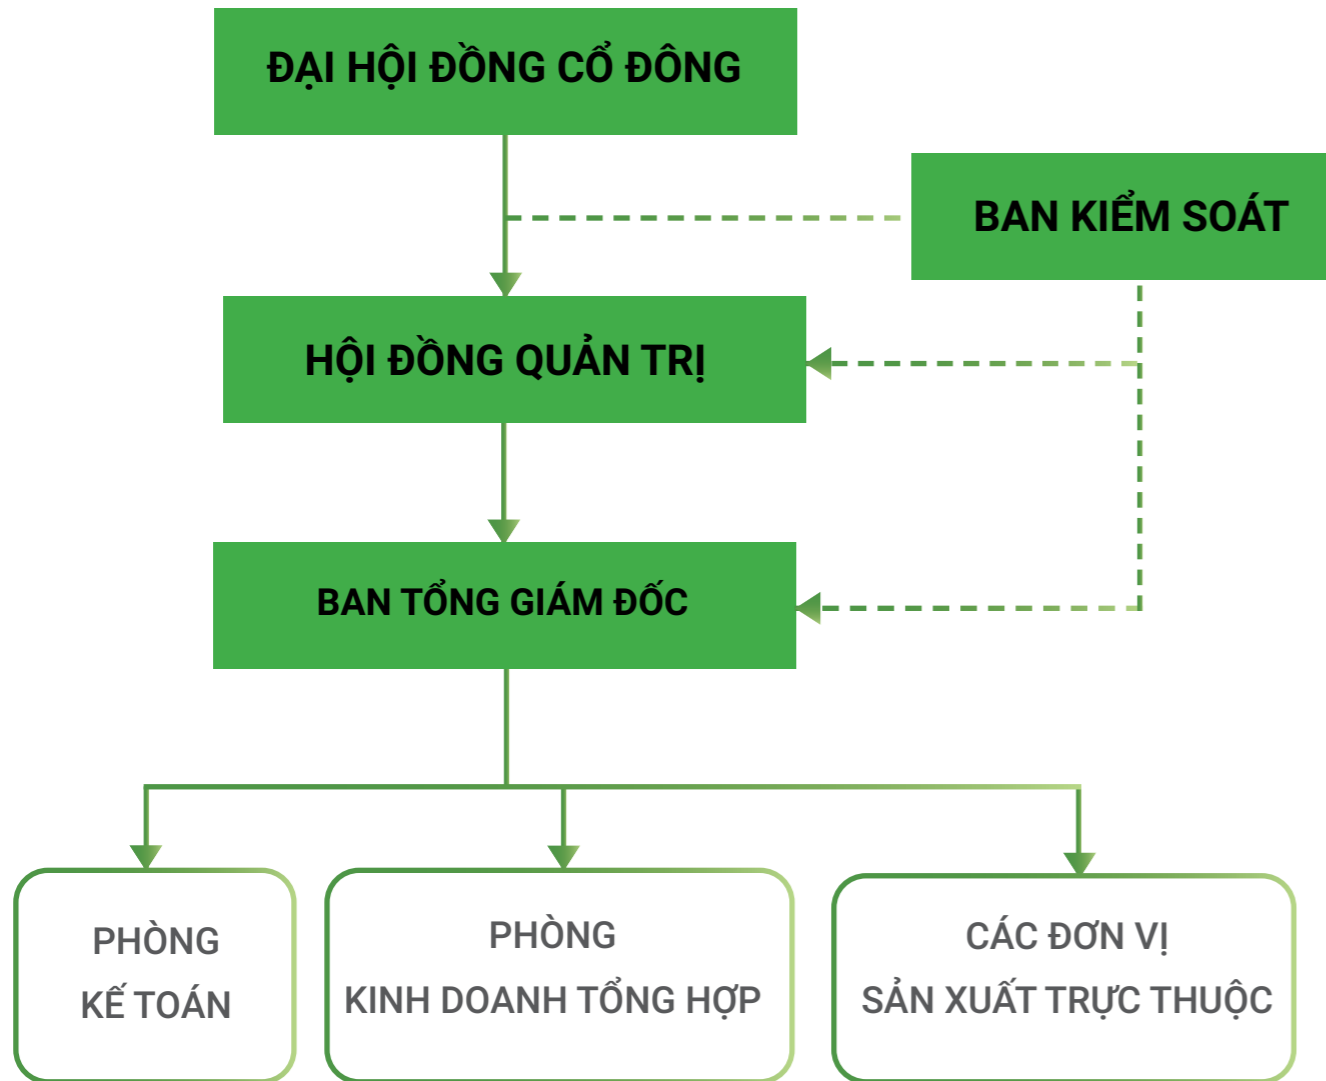 ĐẠI HỘI ĐỒNG CỔ ĐÔNG
BAN KIỂM SOÁT
HỘI ĐỒNG QUẢN TRỊ
BAN TỔNG GIÁM ĐỐC
PHÒNG
KẾ TOÁN
PHÒNG
KINH DOANH TỔNG HỢP
CÁC ĐƠN VỊ
SẢN XUẤT TRỰC THUỘC